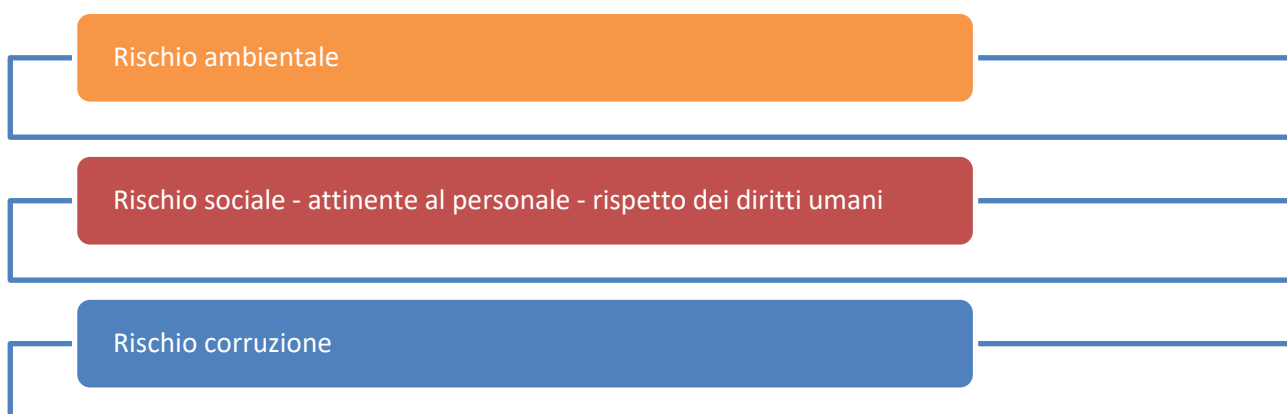 Rischio ambientale
Rischio sociale - attinente al personale - rispetto dei diritti umani
Rischio corruzione